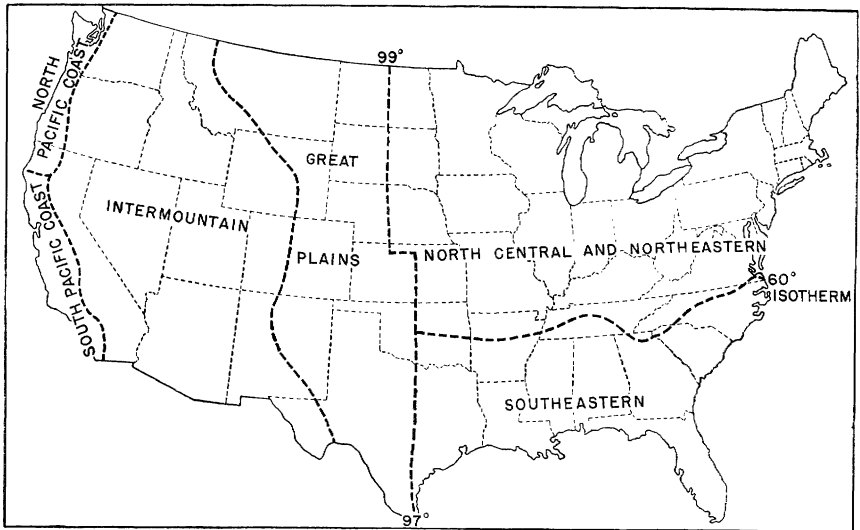 99°
NORTH
PACIFIC COAST
GREAT
INTERMOUNTAIN
PLAINS
NORTH CENTRAL AND NORTHEASTERN
60°
ISOTHERM
SOUTH PACIFIC COAST
SOUTHEASTERN
97°